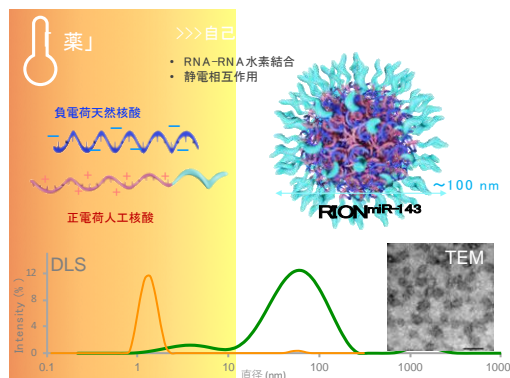 「薬」
>>>自己
• RNA-RNA水素結合
• 静電相互作用
負電荷天然核酸
正電荷人工核酸
～100 nm
RIONmiR-143
DLS
TEM
Intensity (%)
12
8
4
0
0.1
1
10
100
1000
1000
直径 (nm)